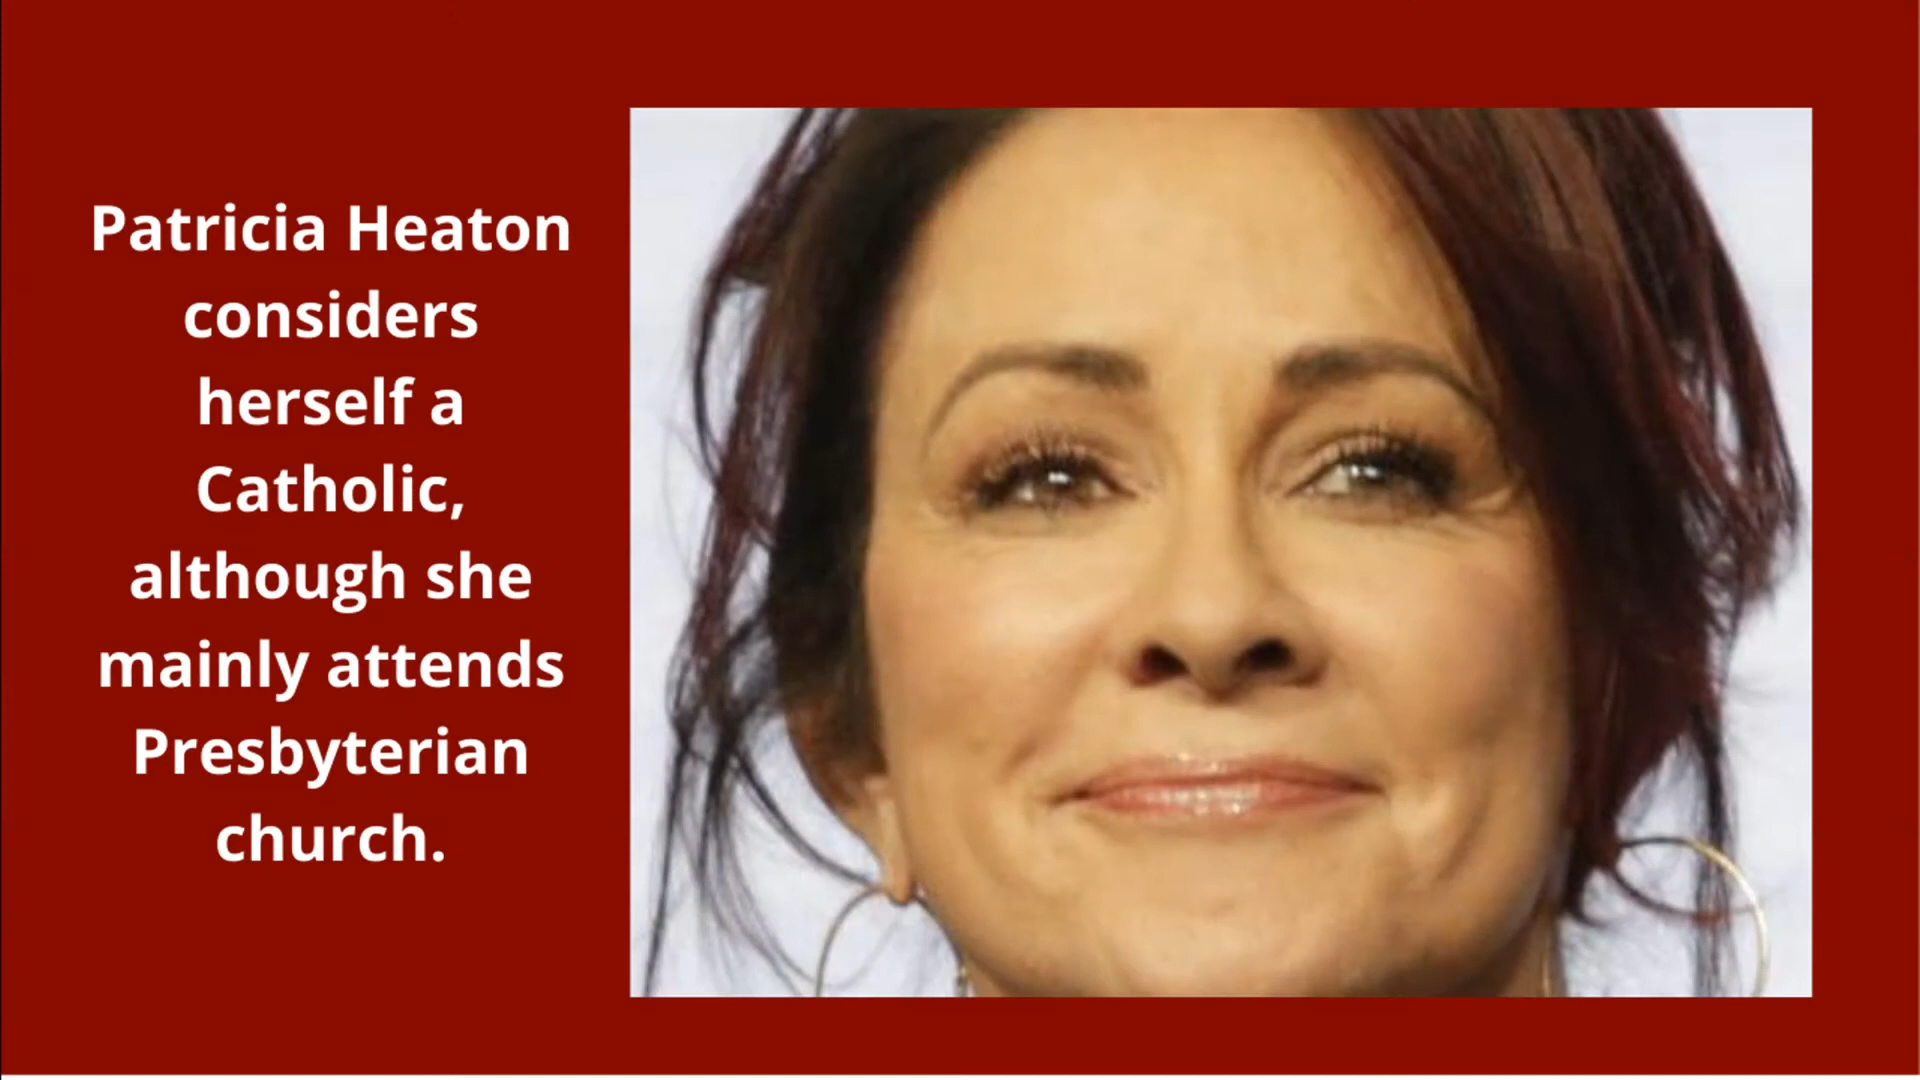 Patricia Heaton
considers
herself a
Catholic,
although she
mainly attends
Presbyterian
church.